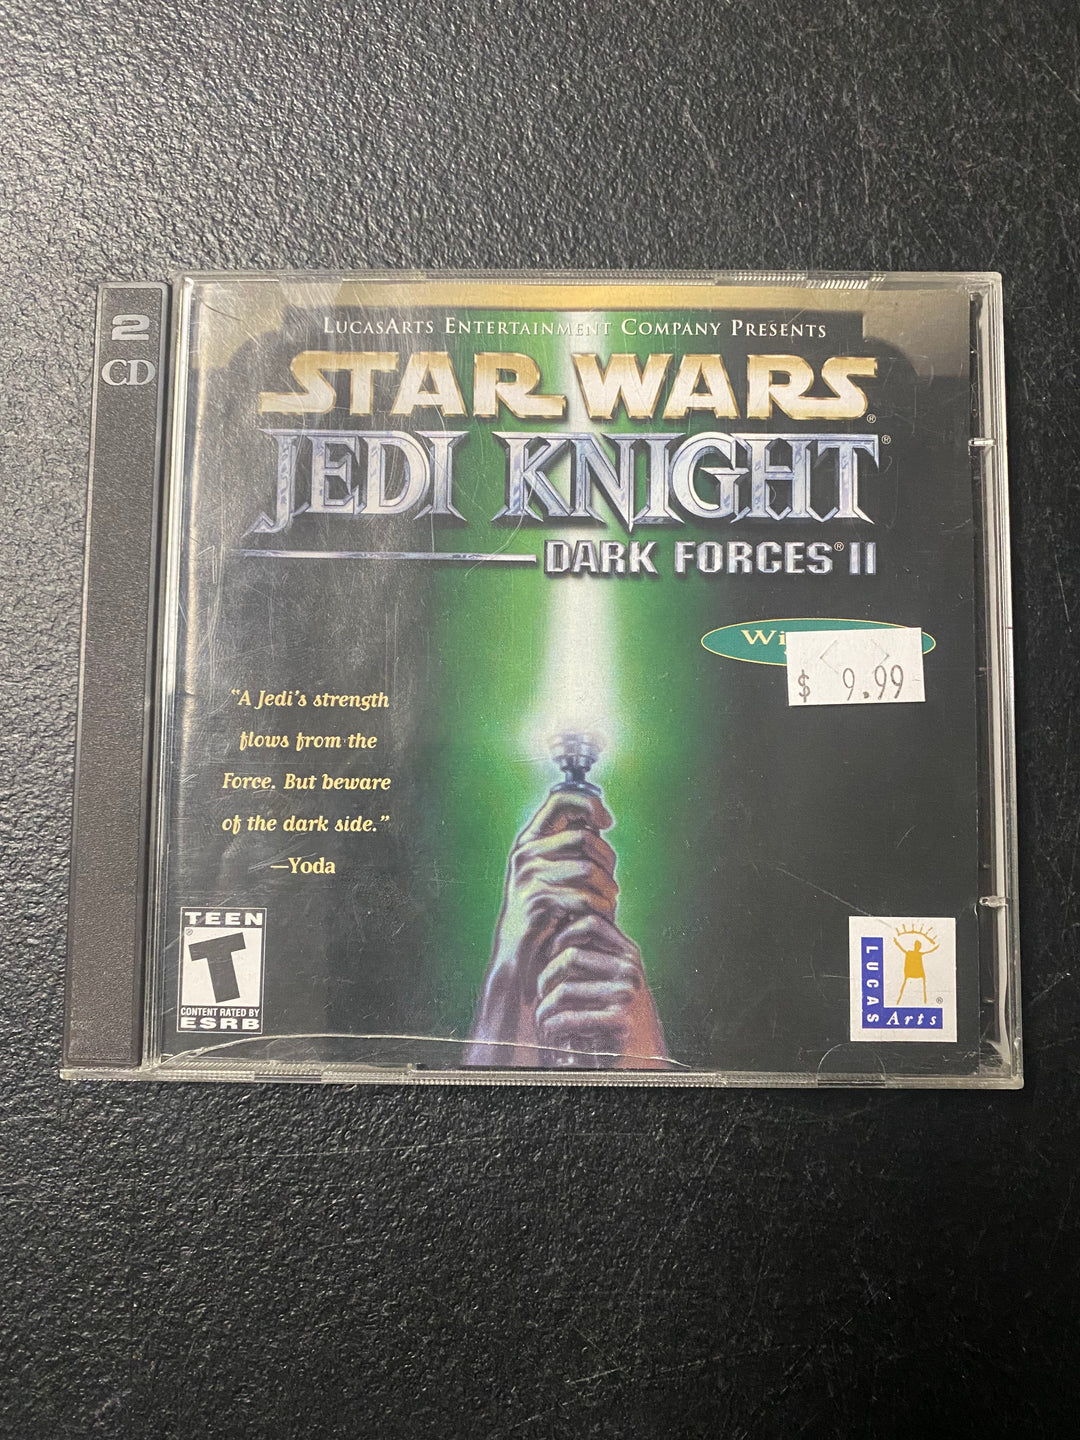 2
CD
LucasArts Entertainment Company Presents
STAR WARS®
JEDI KNIGHT®
DARK FORCES® II
$ 9.99
"A Jedi's strength
flows from the
Force. But beware
of the dark side."
—Yoda
TEEN
T®
CONTENT RATED BY
ESRB
LUCAS
Arts®